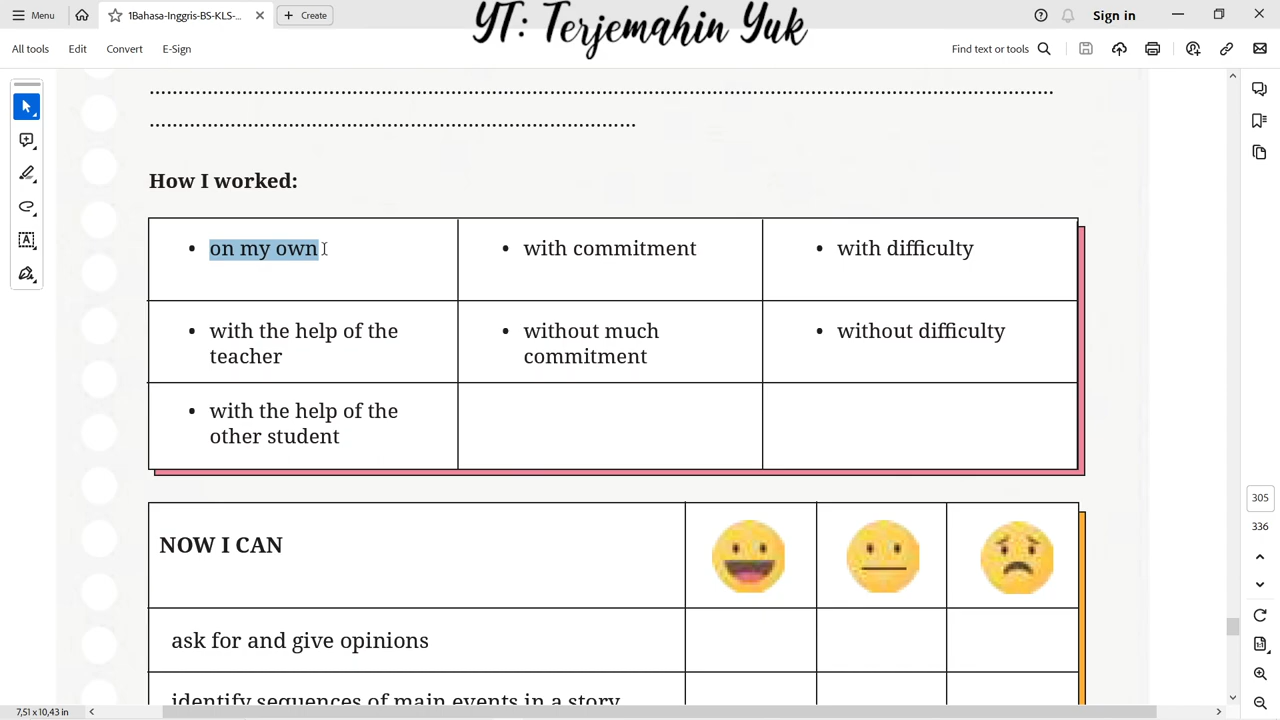 Menu
1Bahasa-Inggris-BS-KLS-...
Create
YT: Terjemahin Yuk
Sign in
All tools
Edit
Convert
E-Sign
Find text or tools
................................................................................................................................................................
......................................................................................
How I worked:
• on my own
• with commitment
• with difficulty
• with the help of the
teacher
• without much
commitment
• without difficulty
• with the help of the
other student
305
336
NOW I CAN
ask for and give opinions
identify sequences of main events in a story
7,51 x 10,43 in